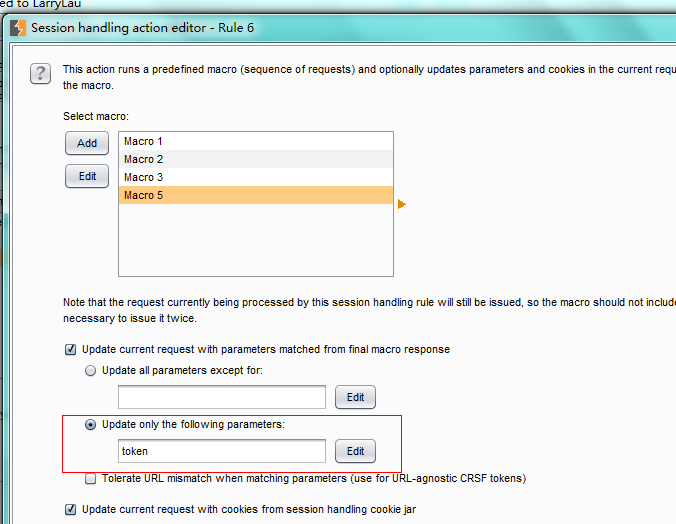 ed to LarryLau
Session handling action editor - Rule 6
?
This action runs a predefined macro (sequence of requests) and optionally updates parameters and cookies in the current requ
the macro.
Select macro:
Add
Edit
Macro 1
Macro 2
Macro 3
Macro 5
Note that the request currently being processed by this session handling rule will still be issued, so the macro should not include
necessary to issue it twice.
Update current request with parameters matched from final macro response
Update all parameters except for:
Edit
Update only the following parameters:
token
Edit
Tolerate URL mismatch when matching parameters (use for URL-agnostic CRSF tokens)
Update current request with cookies from session handling cookie jar